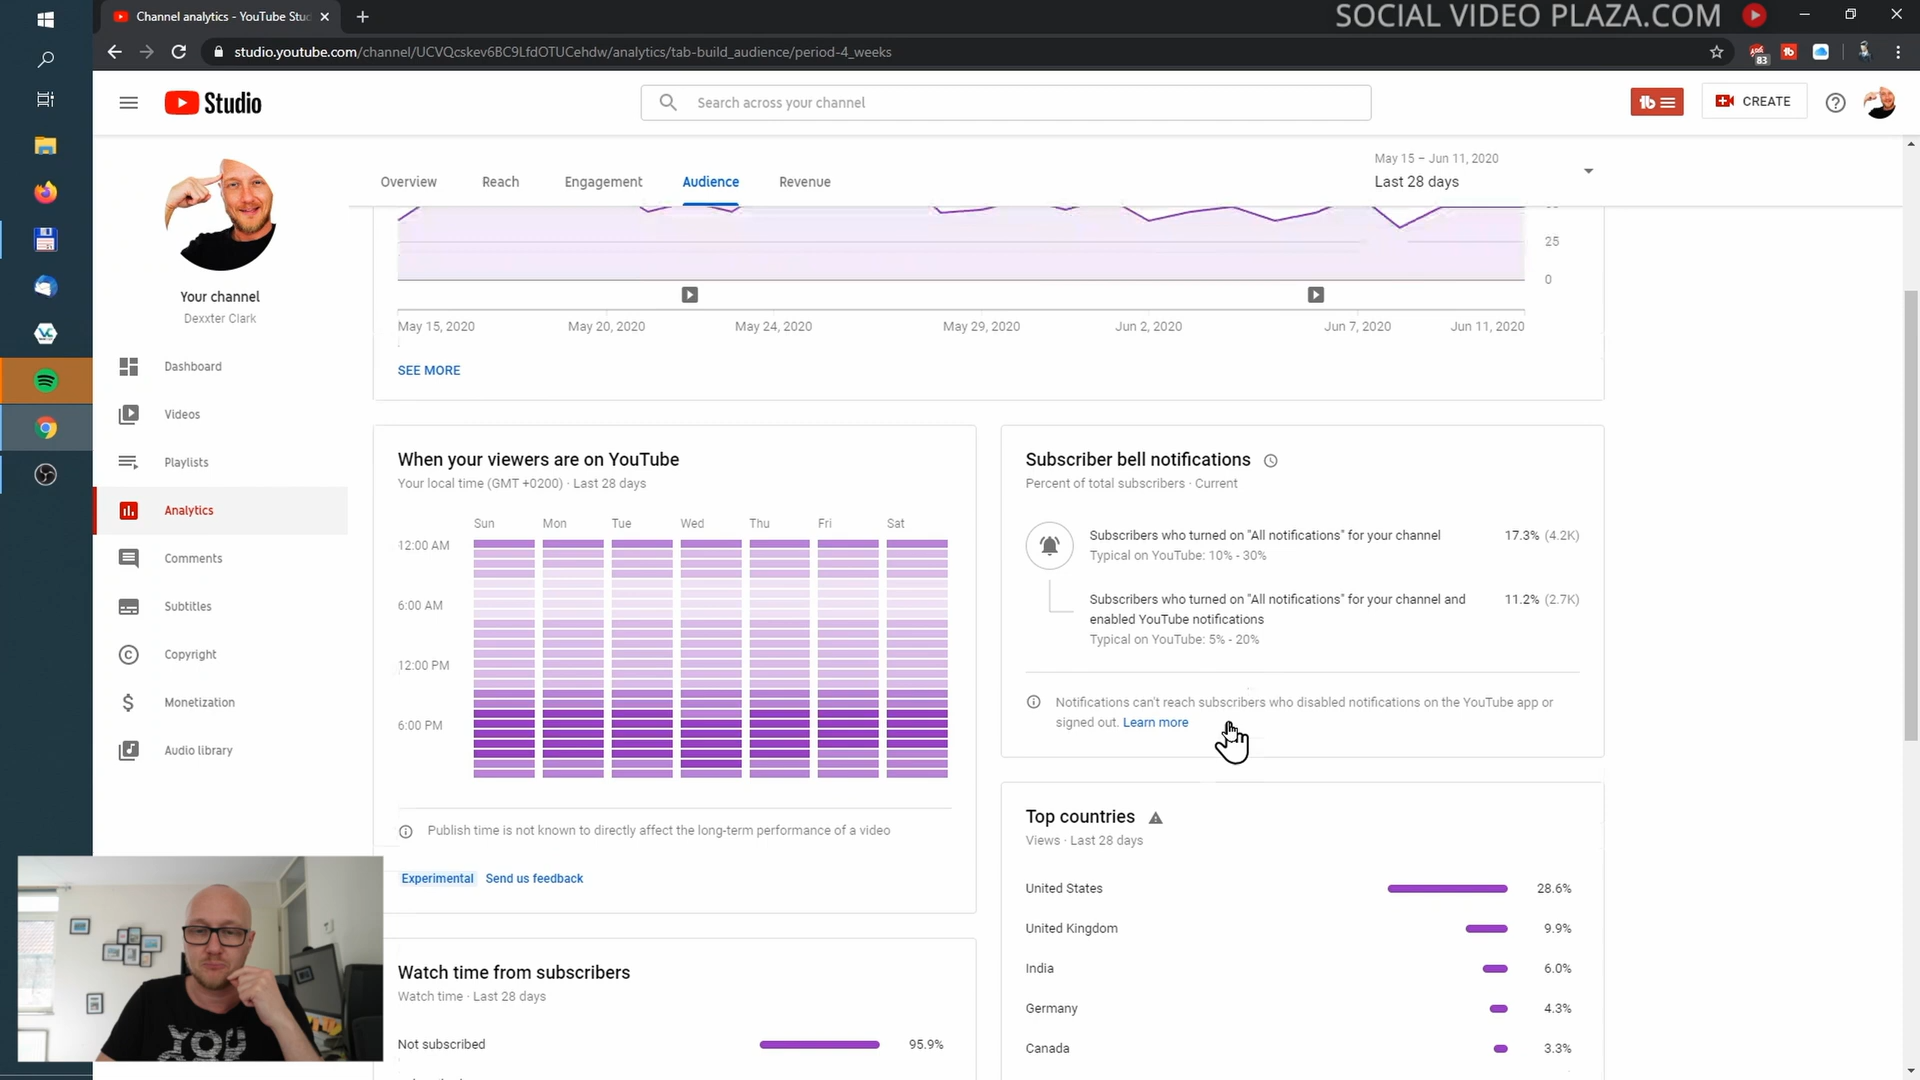 Channel analytics - YouTube Stu
SOCIAL VIDEO PLAZA.COM
studio.youtube.com/channel/UCVQcskev6BC9LfdOTUCehdw/analytics/tab-build_audience/period-4_weeks
83
Studio
Search across your channel
CREATE
Your channel
Dexxter Clark
Dashboard
Videos
Playlists
Analytics
Comments
Subtitles
Copyright
Monetization
Audio library
Overview
Reach
Engagement
Audience
Revenue
May 15 – Jun 11, 2020
Last 28 days
25
0
May 15, 2020
May 20, 2020
May 24, 2020
May 29, 2020
Jun 2, 2020
Jun 7, 2020
Jun 11, 2020
SEE MORE
When your viewers are on YouTube
Your local time (GMT +0200) · Last 28 days
Sun Mon Tue Wed Thu Fri Sat
12:00 AM
6:00 AM
12:00 PM
6:00 PM
Publish time is not known to directly affect the long-term performance of a video
Experimental Send us feedback
Watch time from subscribers
Watch time · Last 28 days
Not subscribed 95.9%
Subscriber bell notifications
Percent of total subscribers · Current
Subscribers who turned on "All notifications" for your channel 17.3% (4.2K)
Typical on YouTube: 10% - 30%
Subscribers who turned on "All notifications" for your channel and 11.2% (2.7K)
enabled YouTube notifications
Typical on YouTube: 5% - 20%
Notifications can't reach subscribers who disabled notifications on the YouTube app or
signed out. Learn more
Top countries
Views · Last 28 days
United States 28.6%
United Kingdom 9.9%
India 6.0%
Germany 4.3%
Canada 3.3%